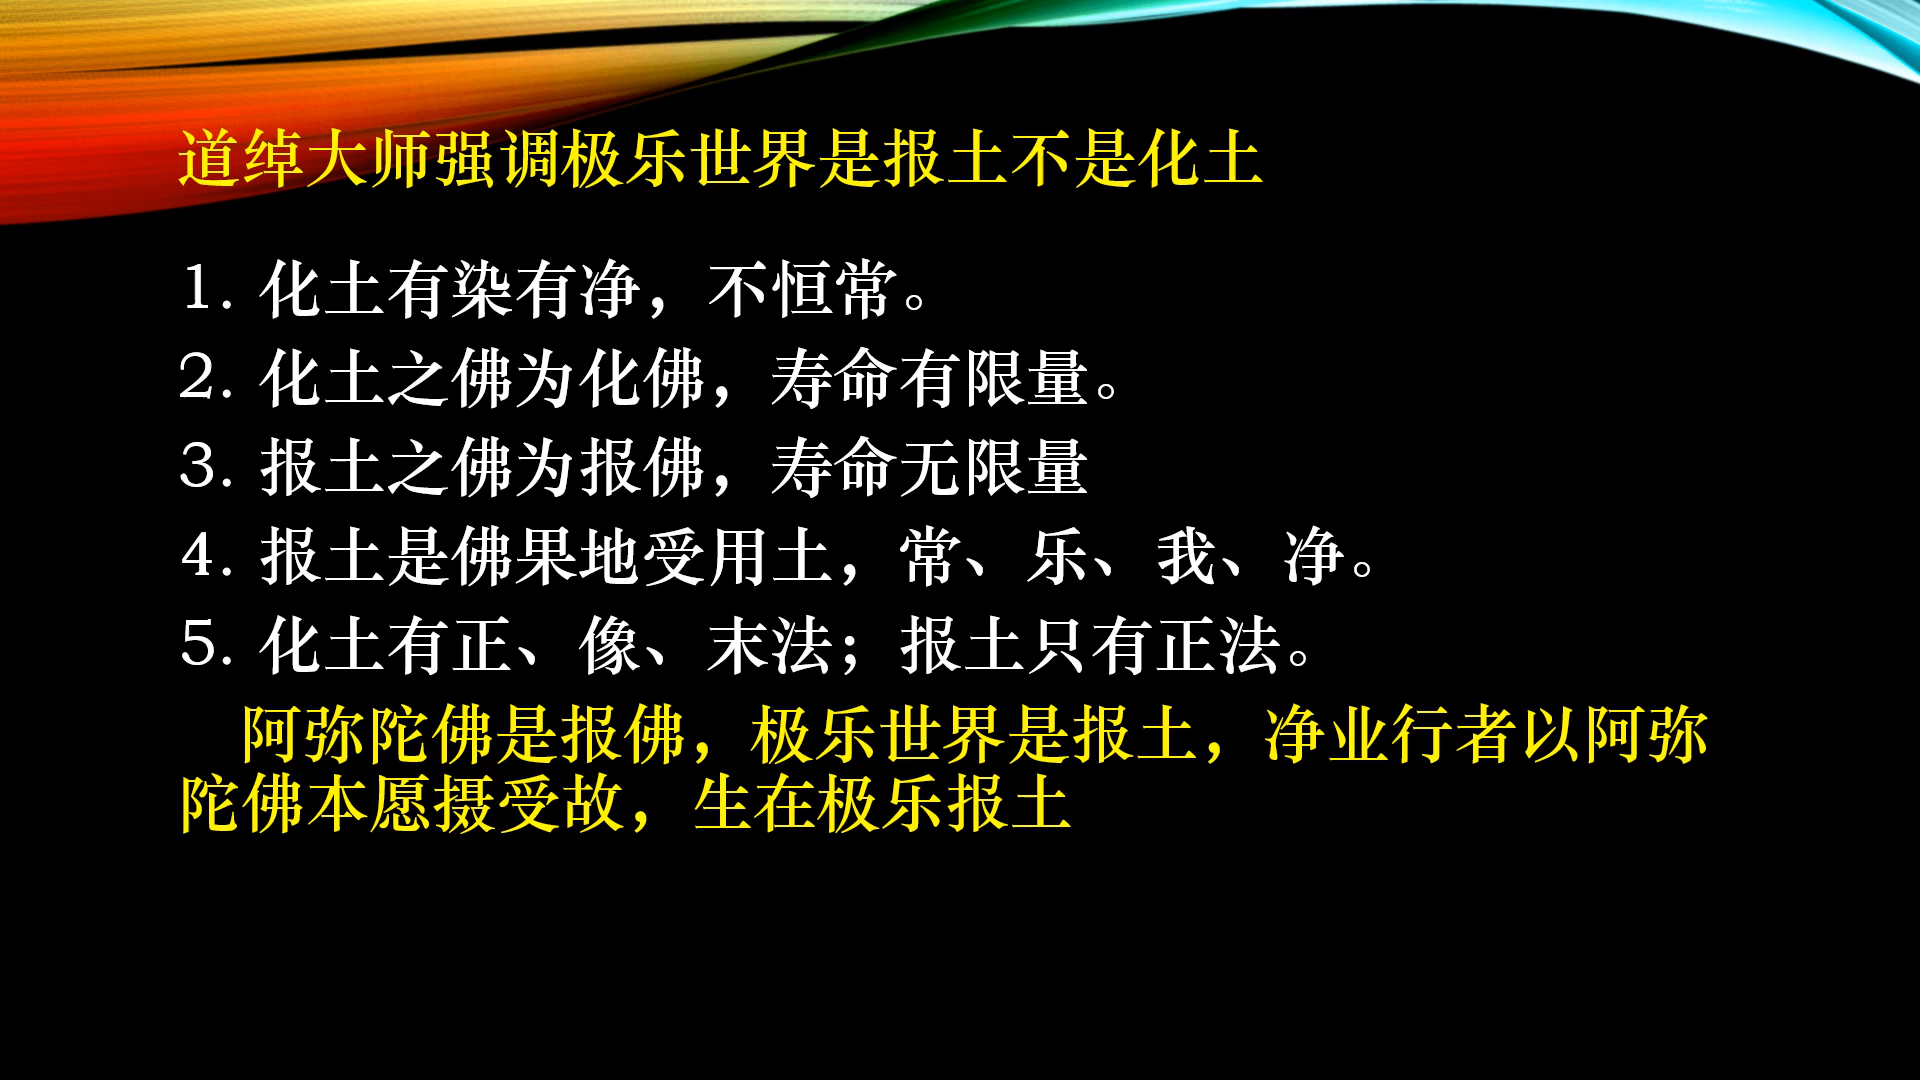 道绰大师强调极乐世界是报土不是化土
1. 化土有染有净，不恒常。
2. 化土之佛为化佛，寿命有限量。
3. 报土之佛为报佛，寿命无限量
4. 报土是佛果地受用土，常、乐、我、净。
5. 化土有正、像、末法；报土只有正法。
阿弥陀佛是报佛，极乐世界是报土，净业行者以阿弥
陀佛本愿摄受故，生在极乐报土